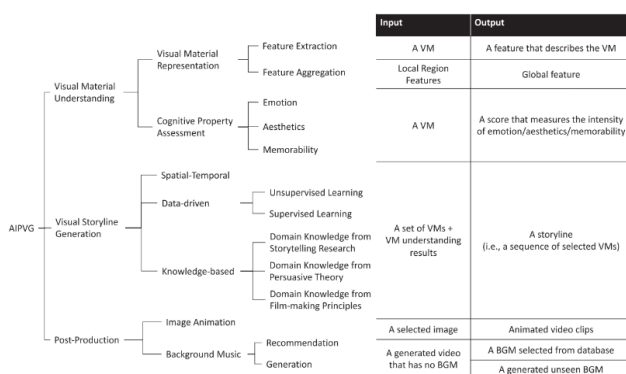 Input Output
Visual Material
Representation
Feature Extraction
A VM
A feature that describes the VM
Feature Aggregation
Local Region
Features
Global feature
Visual Material
Understanding
Cognitive Property
Assessment
Emotion
Aesthetics
Memorability
A VM
A score that measures the intensity
of emotion/aesthetics/memorability
AIPVG
Visual Storyline
Generation
Spatial-Temporal
Data-driven
Unsupervised Learning
Supervised Learning
Knowledge-based
Domain Knowledge from
Storytelling Research
Domain Knowledge from
Persuasive Theory
Domain Knowledge from
Film-making Principles
A set of VMs +
VM understanding
results
A storyline
(i.e., a sequence of selected VMs)
Post-Production
Image Animation
A selected image
Animated video clips
Background Music
Recommendation
Generation
A generated video
that has no BGM
A BGM selected from database
A generated unseen BGM